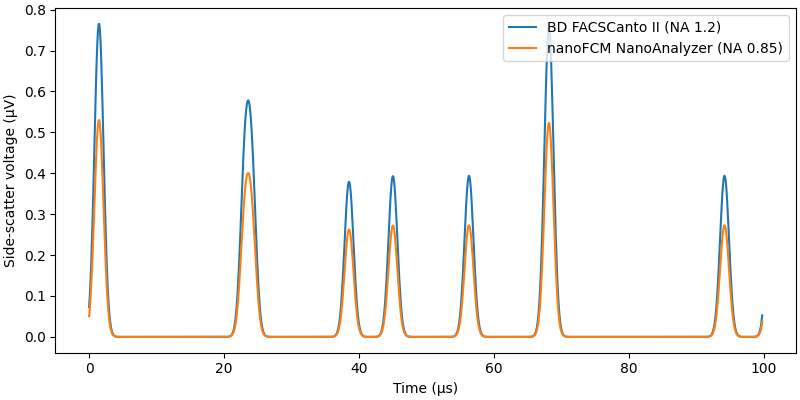 0.8
0.7
0.6
0.5
0.4
0.3
0.2
0.1
0.0
Side-scatter voltage (µV)
BD FACSCanto II (NA 1.2)
nanoFCM NanoAnalyzer (NA 0.85)
0 20 40 60 80 100
Time (µs)